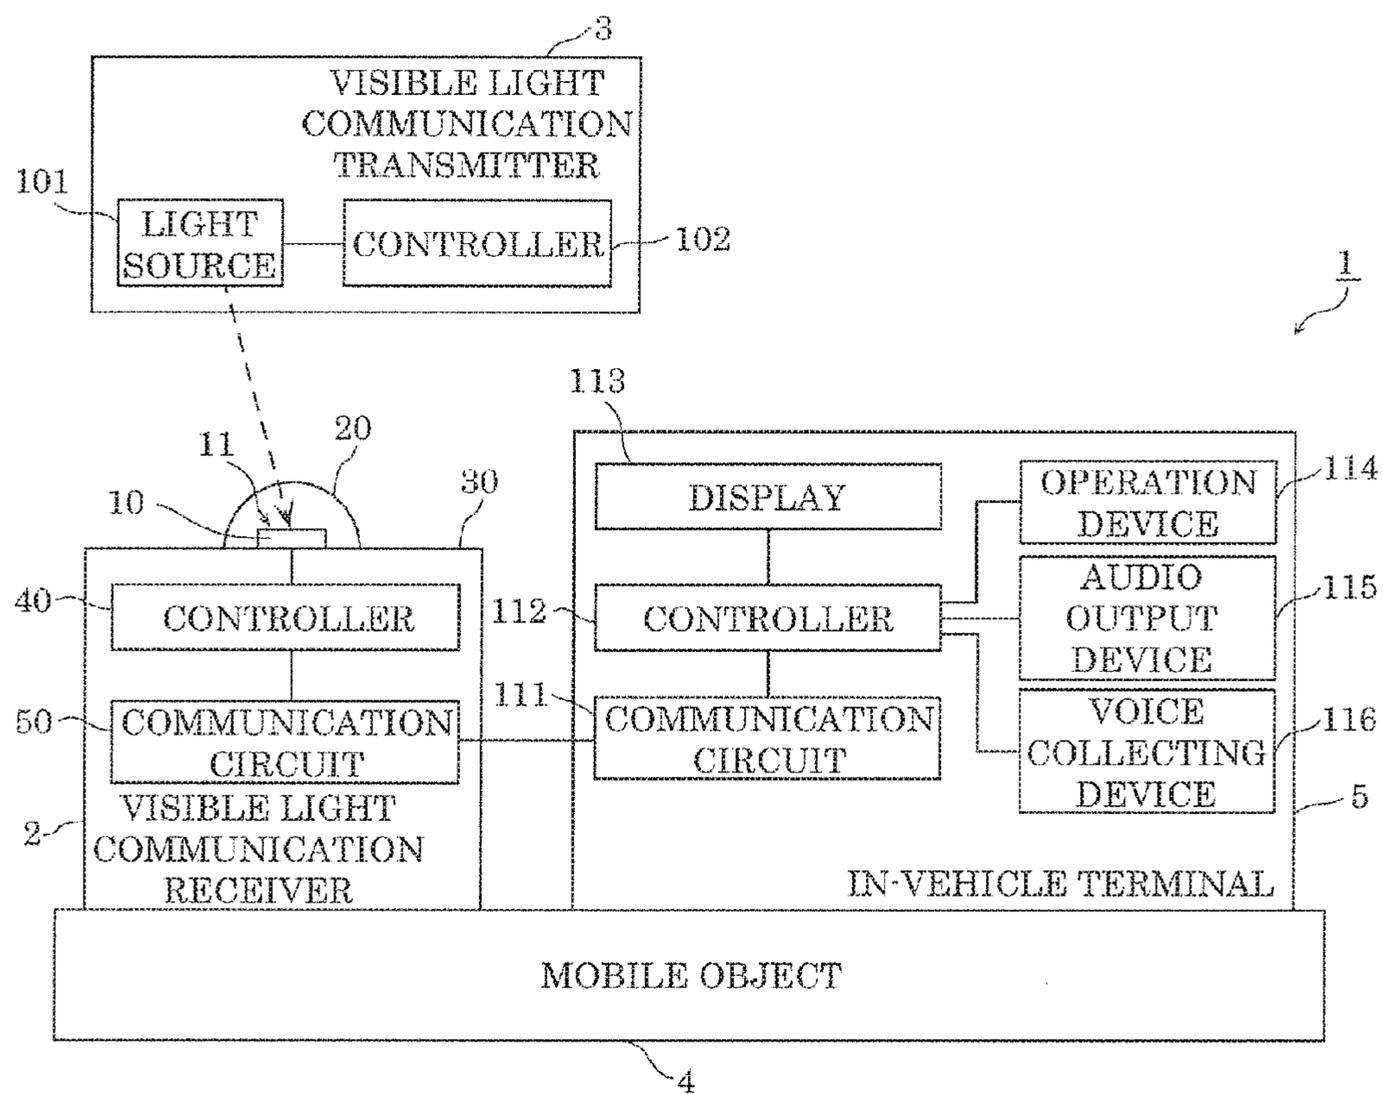 3
VISIBLE LIGHT
COMMUNICATION
TRANSMITTER
101
LIGHT
SOURCE
CONTROLLER
102
1
113
20
11
10
30
DISPLAY
OPERATION
DEVICE
114
40
CONTROLLER
112
CONTROLLER
AUDIO
OUTPUT
DEVICE
115
50
COMMUNICATION
CIRCUIT
111
COMMUNICATION
CIRCUIT
VOICE
COLLECTING
DEVICE
116
2
VISIBLE LIGHT
COMMUNICATION
RECEIVER
5
IN-VEHICLE TERMINAL
MOBILE OBJECT
4